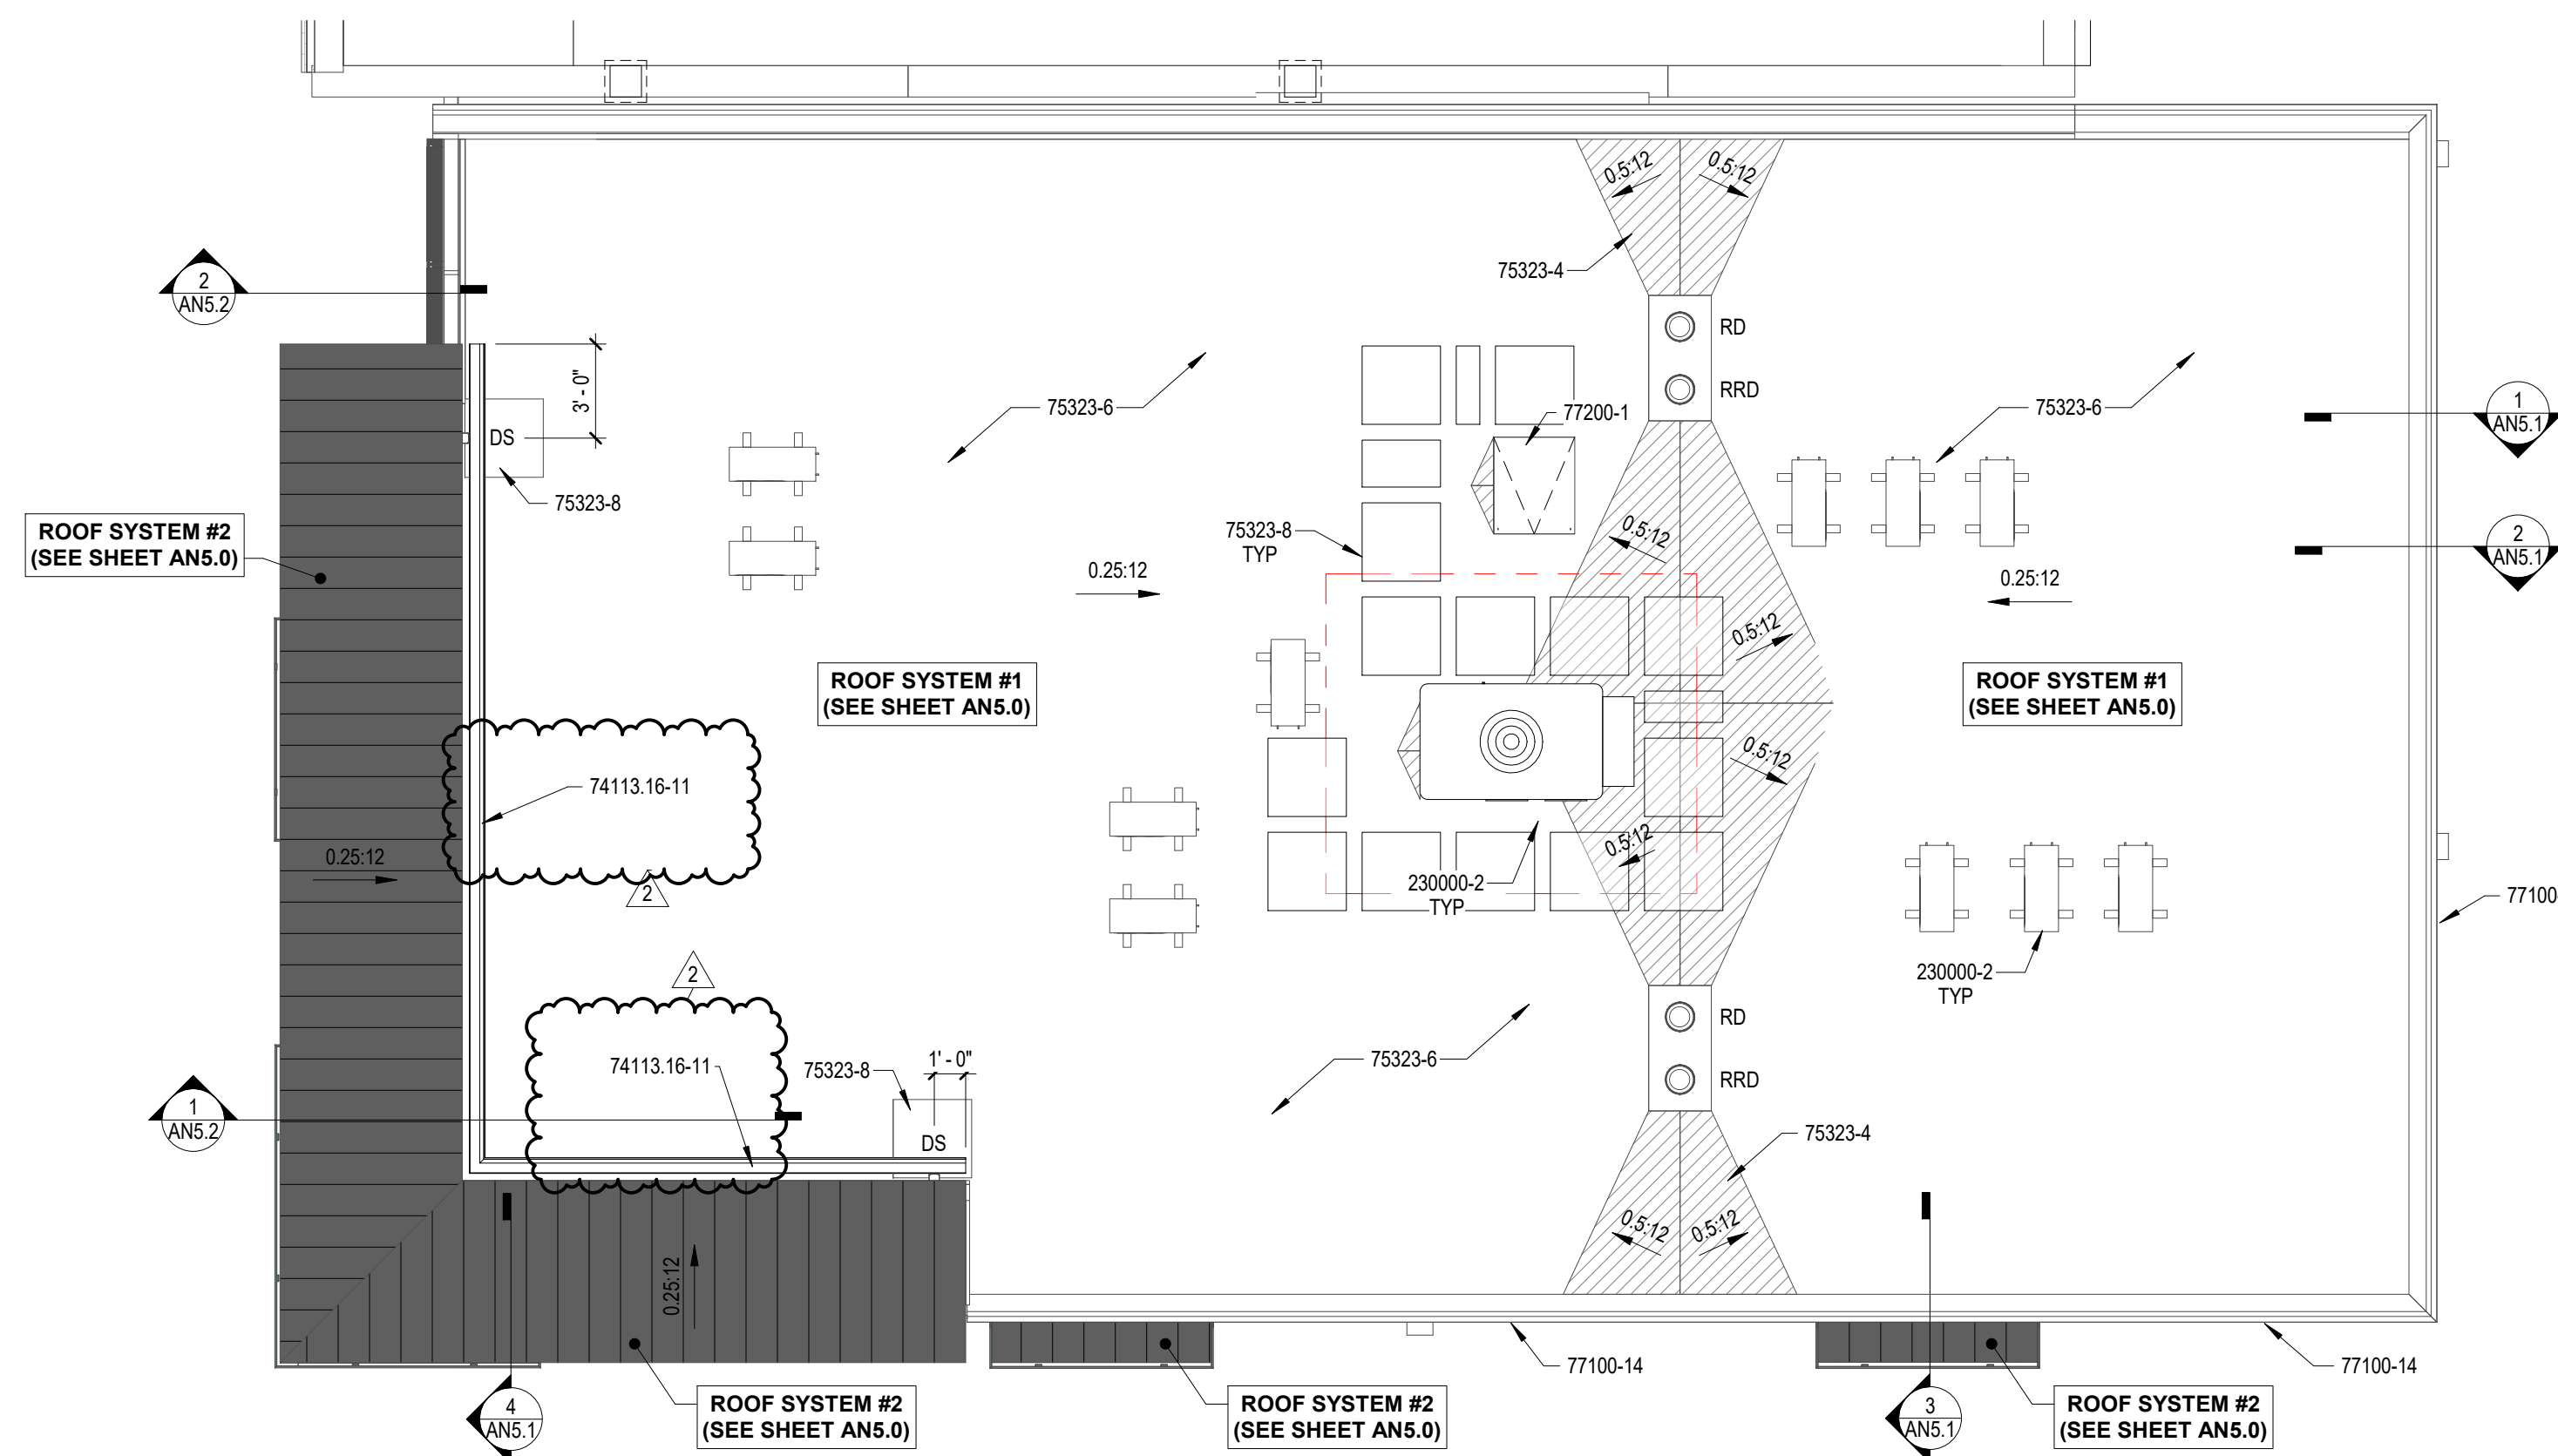 0.5:12
0.5:12
75323-4
2
AN5.2
RD
RRD
3' - 0"
75323-6
77200-1
75323-6
1
AN5.1
DS
75323-8
ROOF SYSTEM #2
(SEE SHEET AN5.0)
75323-8
TYP
0.5:12
2
AN5.1
0.25:12
0.25:12
0.5:12
ROOF SYSTEM #1
(SEE SHEET AN5.0)
ROOF SYSTEM #1
(SEE SHEET AN5.0)
0.5:12
74113.16-11
0.25:12
0.5:12
2
230000-2
TYP
77100
2
230000-2
TYP
RD
74113.16-11
75323-8
1' - 0"
75323-6
RRD
1
AN5.2
DS
75323-4
0.5:12
0.5:12
0.25:12
77100-14
77100-14
4
AN5.1
ROOF SYSTEM #2
(SEE SHEET AN5.0)
ROOF SYSTEM #2
(SEE SHEET AN5.0)
3
AN5.1
ROOF SYSTEM #2
(SEE SHEET AN5.0)